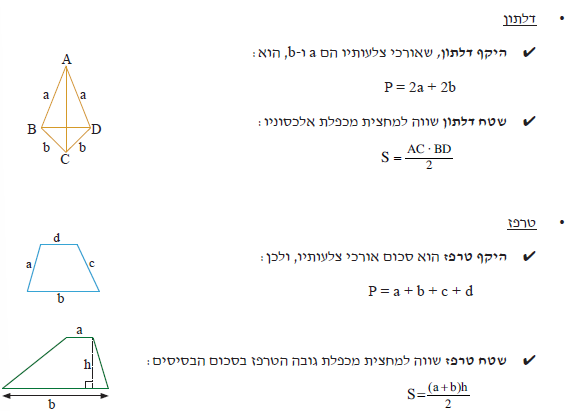 • דלתון
✔ היקף דלתון, שאורכי צלעותיו הם a ו-b, הוא:
P = 2a + 2b
✔ שטח דלתון שווה למחצית מכפלת אלכסוניו:
S = AC · BD / 2
A
a a
B D
b b
C
• טרפז
✔ היקף טרפז הוא סכום אורכי צלעותיו, ולכן:
P = a + b + c + d
d
a c
b
✔ שטח טרפז שווה למחצית מכפלת גובה הטרפז בסכום הבסיסים:
S = (a+b)h / 2
a
h
b